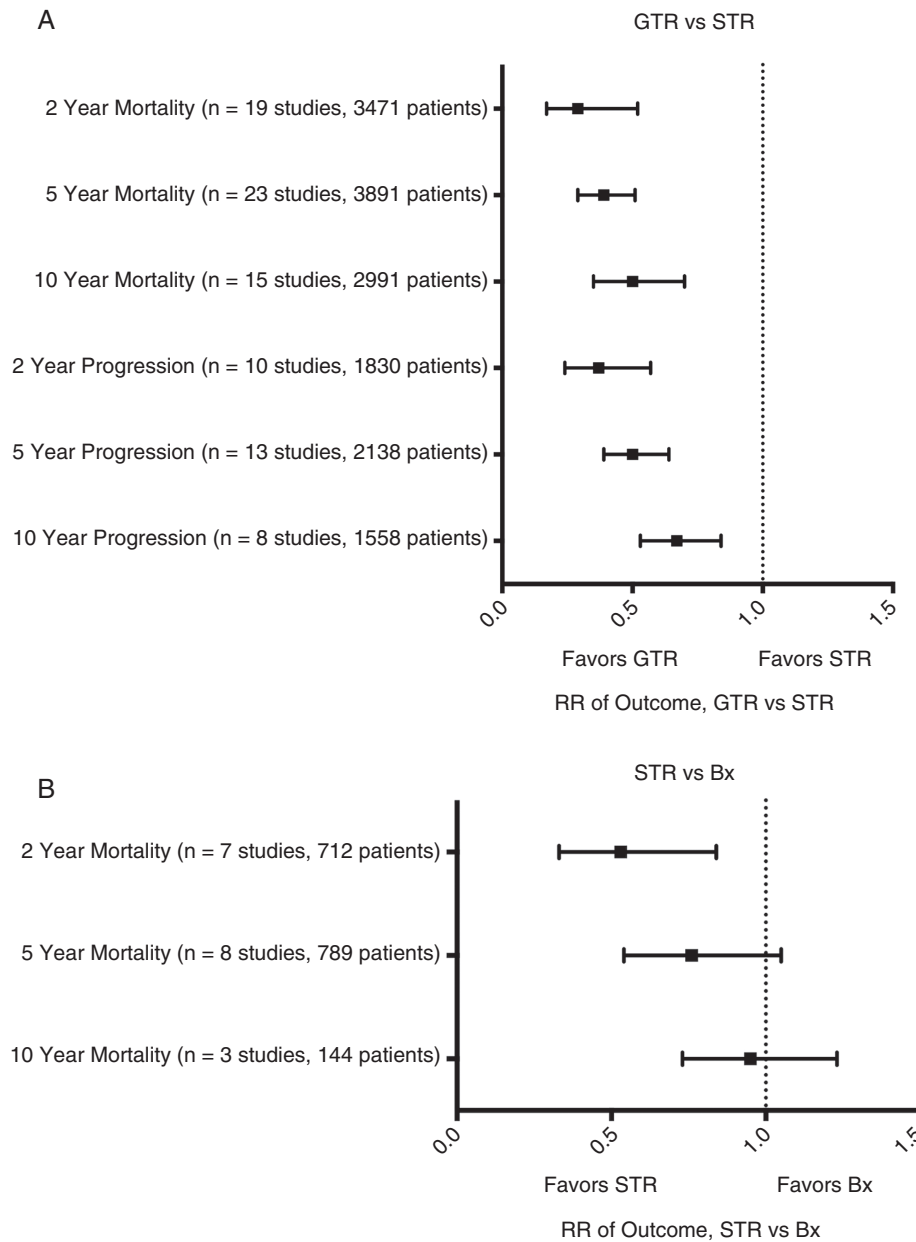 A
GTR vs STR
2 Year Mortality (n = 19 studies, 3471 patients)
5 Year Mortality (n = 23 studies, 3891 patients)
10 Year Mortality (n = 15 studies, 2991 patients)
2 Year Progression (n = 10 studies, 1830 patients)
5 Year Progression (n = 13 studies, 2138 patients)
10 Year Progression (n = 8 studies, 1558 patients)
0.0 0.5 1.0 1.5
Favors GTR Favors STR
RR of Outcome, GTR vs STR
B
STR vs Bx
2 Year Mortality (n = 7 studies, 712 patients)
5 Year Mortality (n = 8 studies, 789 patients)
10 Year Mortality (n = 3 studies, 144 patients)
0.0 0.5 1.0 1.5
Favors STR Favors Bx
RR of Outcome, STR vs Bx